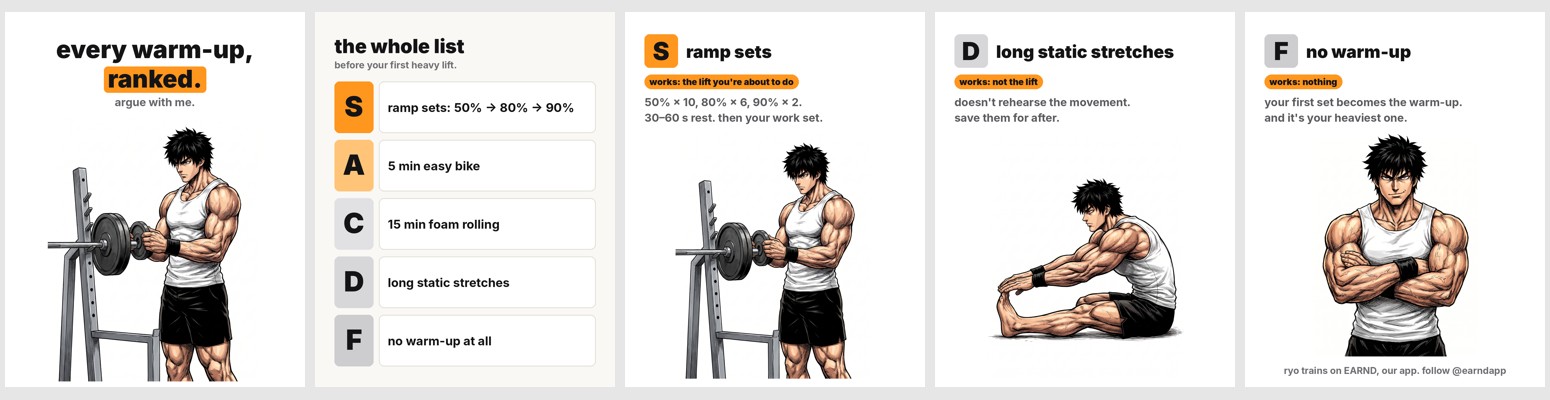 every warm-up,
ranked.
argue with me.
the whole list
before your first heavy lift.
S
ramp sets: 50% → 80% → 90%
A
5 min easy bike
C
15 min foam rolling
D
long static stretches
F
no warm-up at all
S ramp sets
works: the lift you're about to do
50% × 10, 80% × 6, 90% × 2.
30–60 s rest. then your work set.
D long static stretches
works: not the lift
doesn't rehearse the movement.
save them for after.
F no warm-up
works: nothing
your first set becomes the warm-up.
and it's your heaviest one.
ryo trains on EARND, our app. follow @earndapp